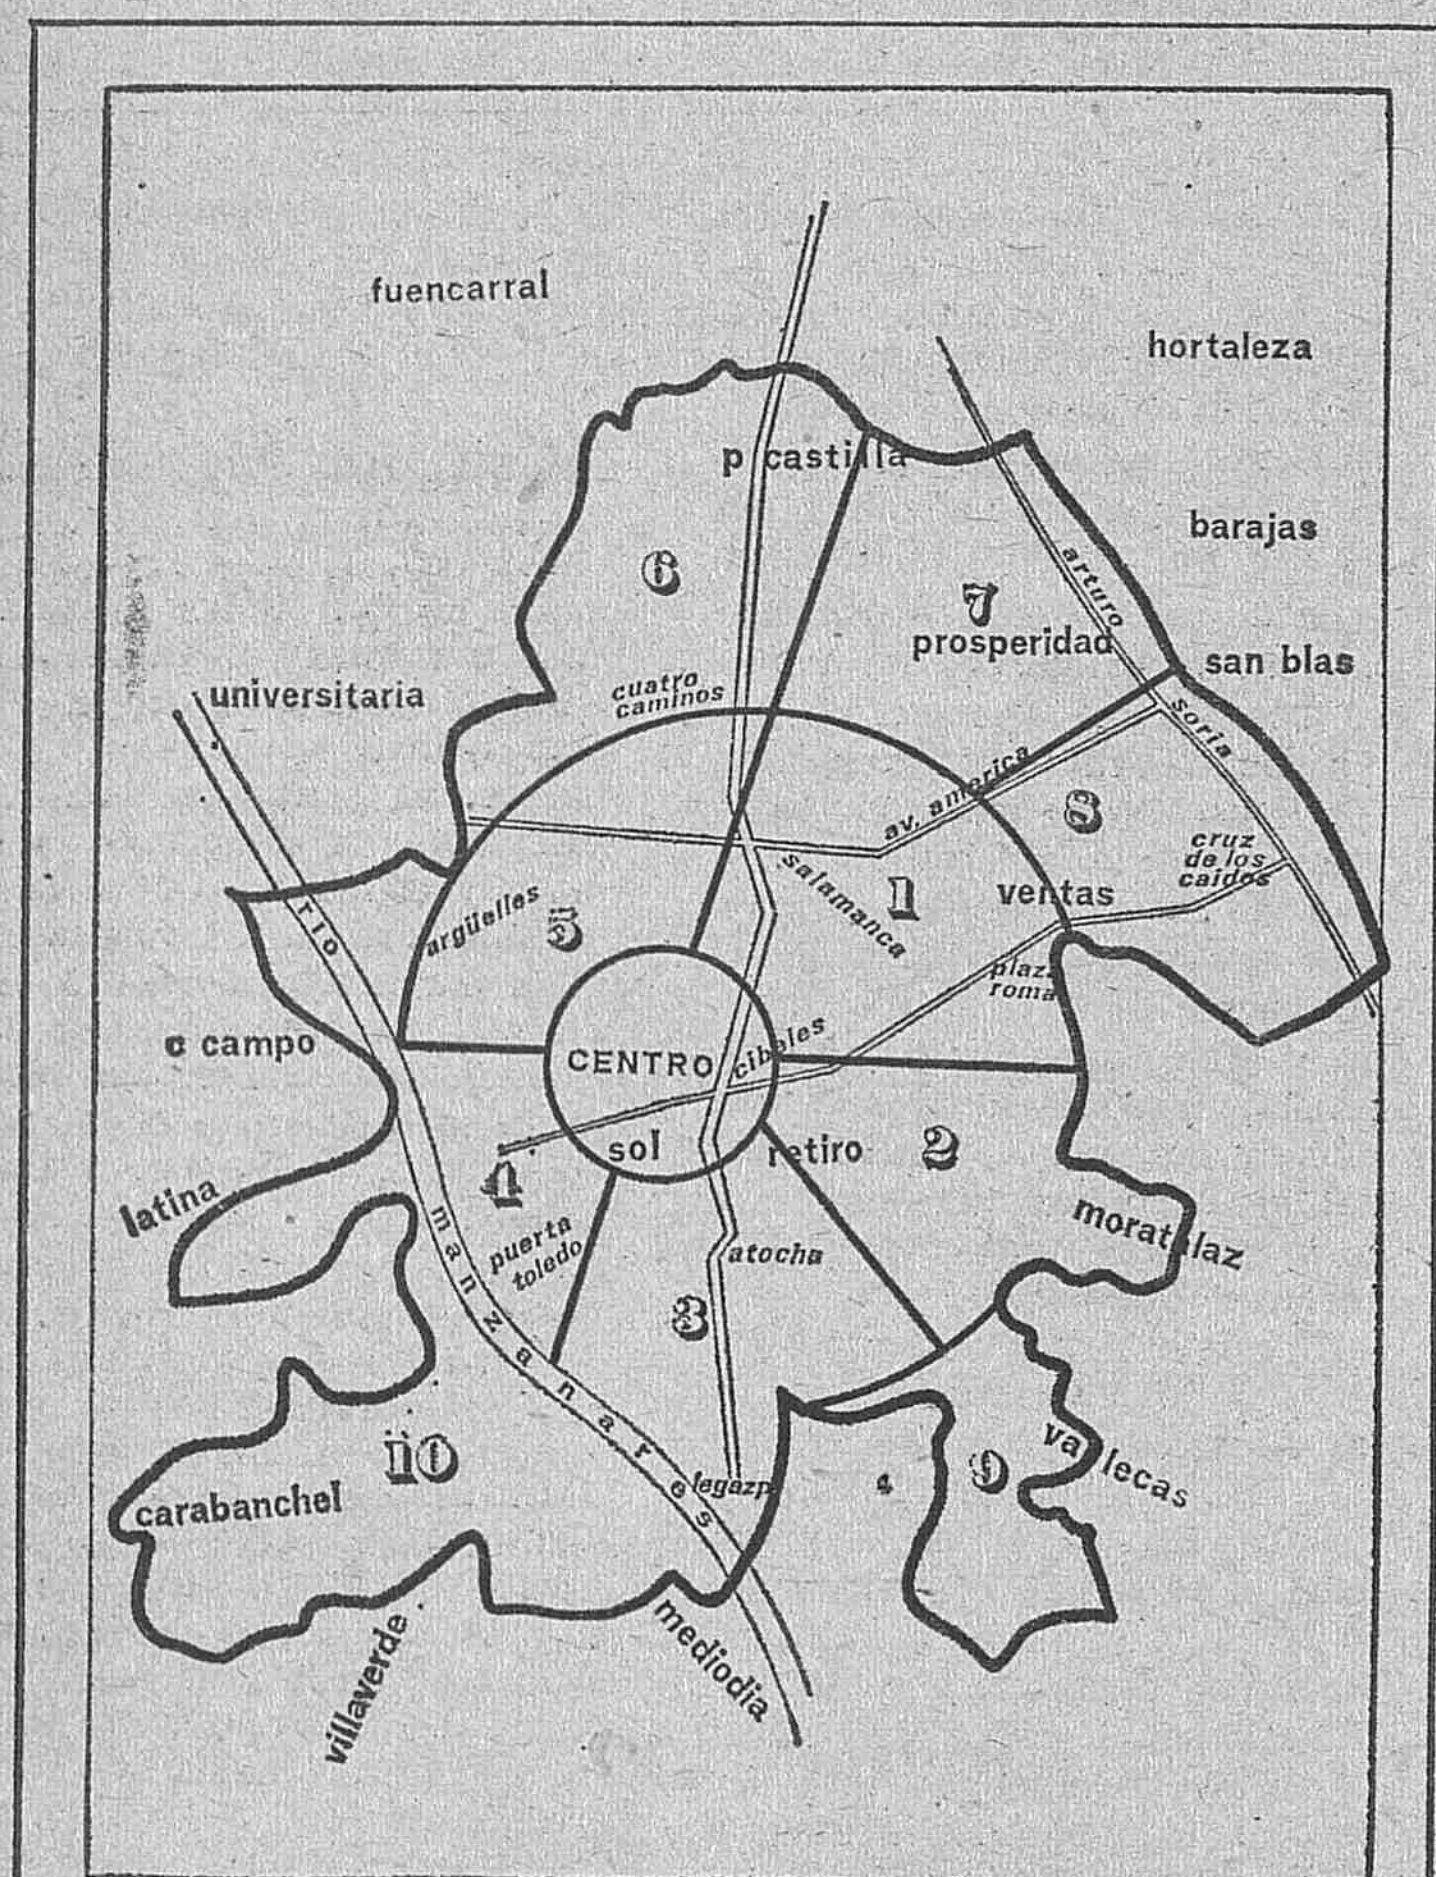 fuencarral
hortaleza
p castilla
barajas
6
arturo
7
prosperidad
san blas
cuatro
caminos
universitaria
soria
av. america
8
cruz
de los
caidos
salamanca
1
ventas
argüelles
5
rio
plaza
roma
c campo
CENTRO
cibeles
sol
retiro
2
4
latina
manzanares
puerta
toledo
moratalaz
atocha
3
vallecas
10
9
legazpi
carabanchel
villaverde
mediodia